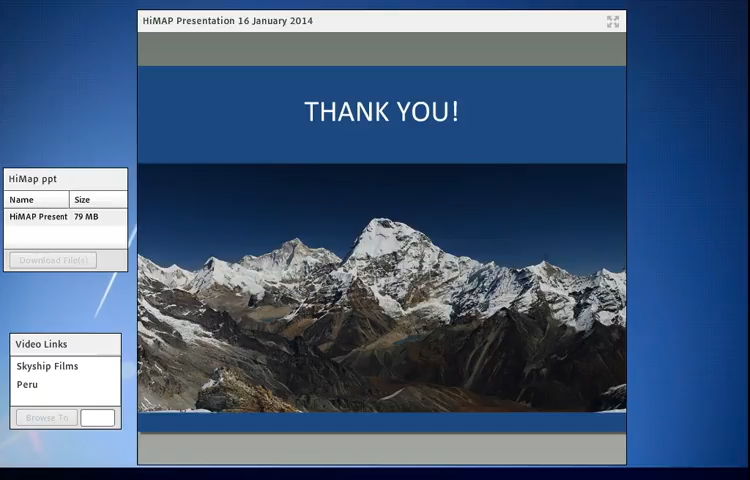 HiMAP Presentation 16 January 2014
THANK YOU!
HiMap ppt
Name Size
HiMAP Present 79 MB
Download File(s)
Video Links
Skyship Films
Peru
Browse To